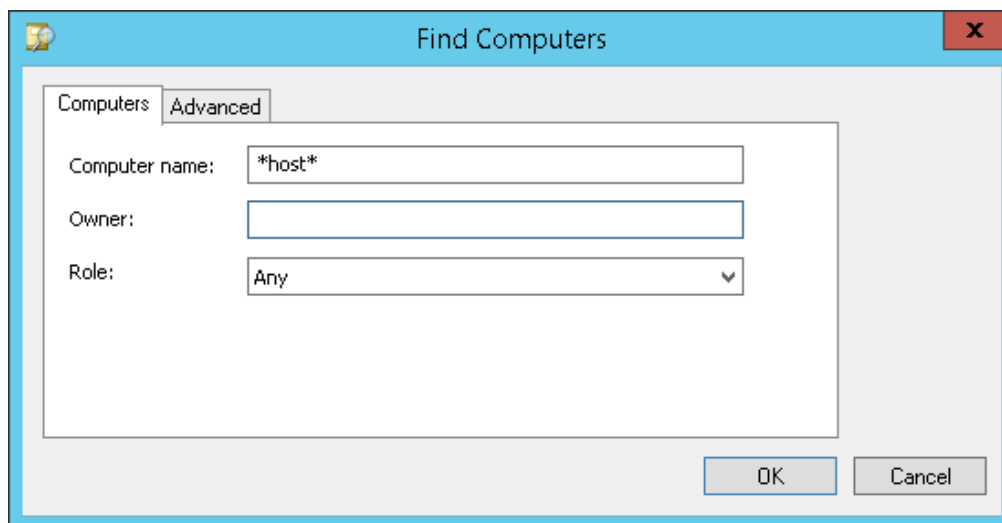 Find Computers
x
Computers Advanced
Computer name: *host*
Owner:
Role: Any
OK Cancel